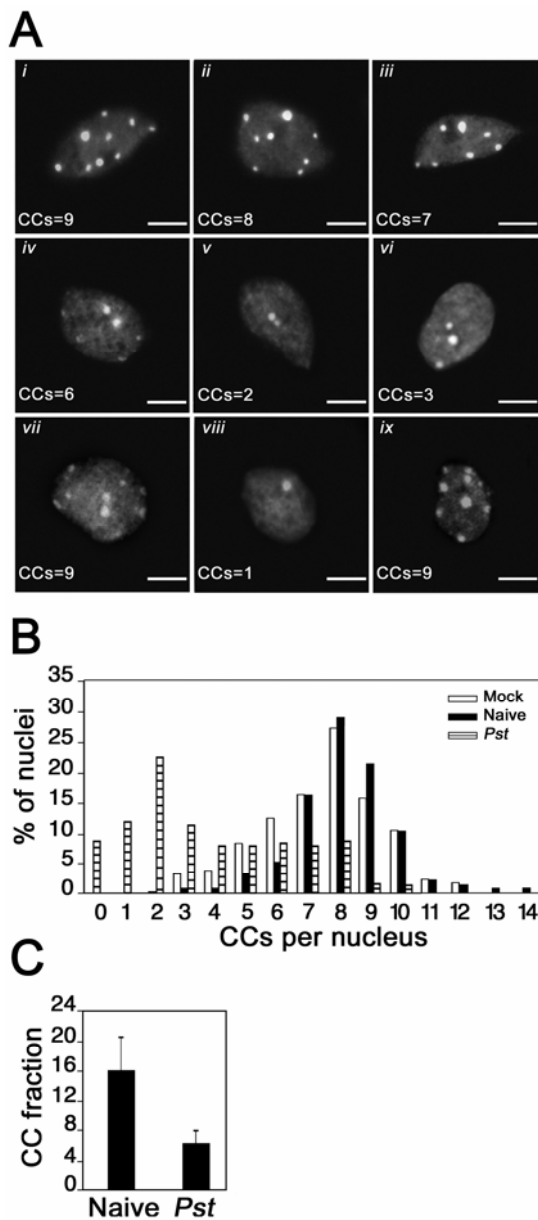 A
i
ii
iii
CCs=9
CCs=8
CCs=7
iv
v
vi
CCs=6
CCs=2
CCs=3
vii
viii
ix
CCs=9
CCs=1
CCs=9
B
% of nuclei
35
30
25
20
15
10
5
0
Mock
Naive
Pst
0 1 2 3 4 5 6 7 8 9 10 11 12 13 14
CCs per nucleus
C
CC fraction
24
20
16
12
8
4
0
Naive Pst